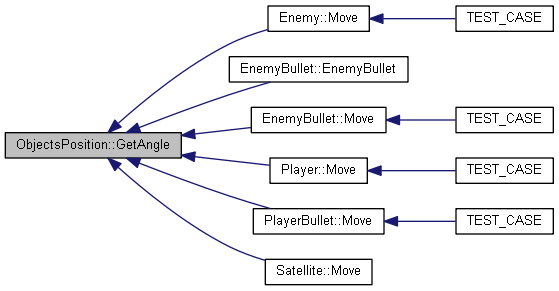 Enemy::Move
TEST_CASE
EnemyBullet::EnemyBullet
EnemyBullet::Move
TEST_CASE
ObjectsPosition::GetAngle
Player::Move
TEST_CASE
PlayerBullet::Move
TEST_CASE
Satellite::Move